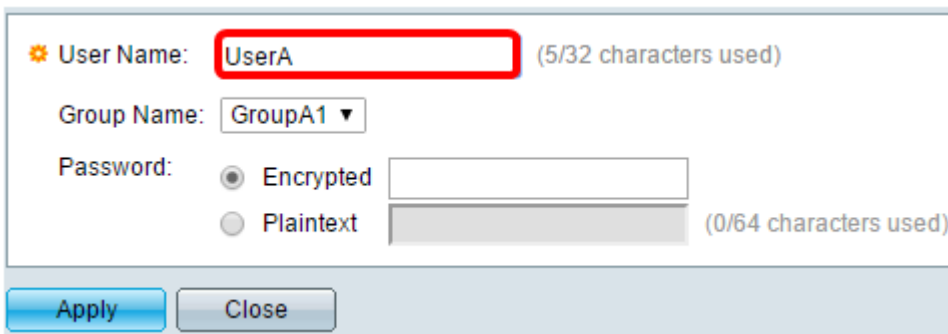 User Name: UserA (5/32 characters used)
Group Name: GroupA1
Password: Encrypted
Plaintext (0/64 characters used)
Apply Close